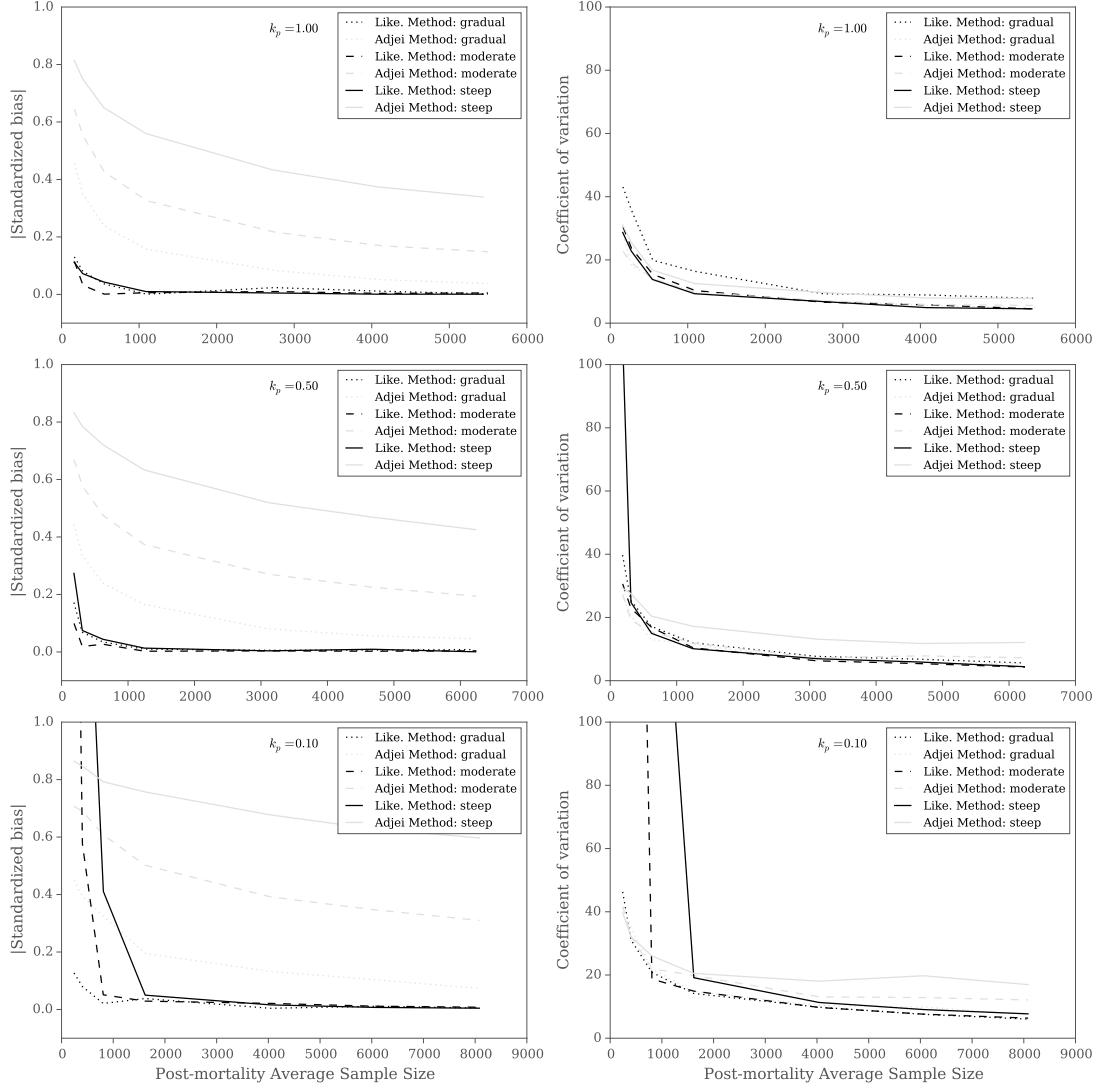 |Standardized bias|
1.0
0.8
0.6
0.4
0.2
0.0
0 1000 2000 3000 4000 5000 6000
k_p =1.00
Like. Method: gradual
Adjei Method: gradual
Like. Method: moderate
Adjei Method: moderate
Like. Method: steep
Adjei Method: steep
Coefficient of variation
100
80
60
40
20
0
0 1000 2000 3000 4000 5000 6000
k_p =1.00
Like. Method: gradual
Adjei Method: gradual
Like. Method: moderate
Adjei Method: moderate
Like. Method: steep
Adjei Method: steep
|Standardized bias|
1.0
0.8
0.6
0.4
0.2
0.0
0 1000 2000 3000 4000 5000 6000 7000
k_p =0.50
Like. Method: gradual
Adjei Method: gradual
Like. Method: moderate
Adjei Method: moderate
Like. Method: steep
Adjei Method: steep
Coefficient of variation
100
80
60
40
20
0
0 1000 2000 3000 4000 5000 6000 7000
k_p =0.50
Like. Method: gradual
Adjei Method: gradual
Like. Method: moderate
Adjei Method: moderate
Like. Method: steep
Adjei Method: steep
|Standardized bias|
1.0
0.8
0.6
0.4
0.2
0.0
0 1000 2000 3000 4000 5000 6000 7000 8000 9000
Post-mortality Average Sample Size
k_p =0.10
Like. Method: gradual
Adjei Method: gradual
Like. Method: moderate
Adjei Method: moderate
Like. Method: steep
Adjei Method: steep
Coefficient of variation
100
80
60
40
20
0
0 1000 2000 3000 4000 5000 6000 7000 8000 9000
Post-mortality Average Sample Size
k_p =0.10
Like. Method: gradual
Adjei Method: gradual
Like. Method: moderate
Adjei Method: moderate
Like. Method: steep
Adjei Method: steep